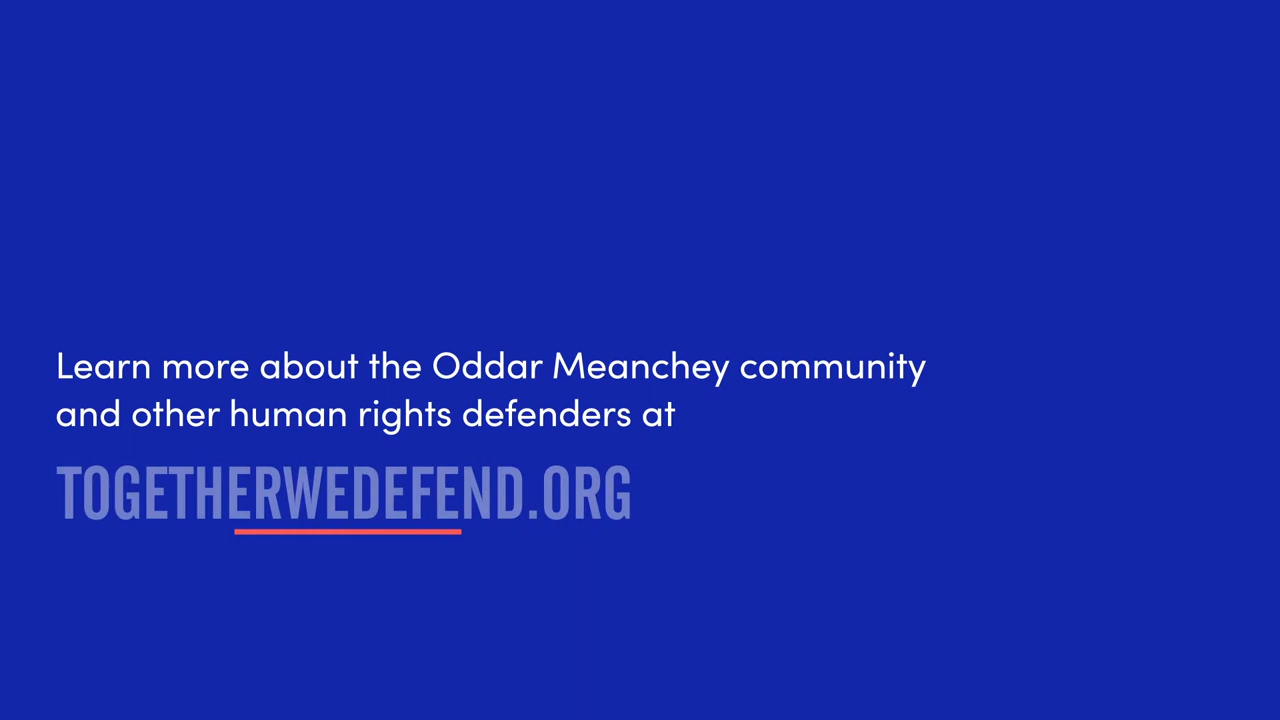 Learn more about the Oddar Meanchey community
and other human rights defenders at
TOGETHERWEDEFEND.ORG